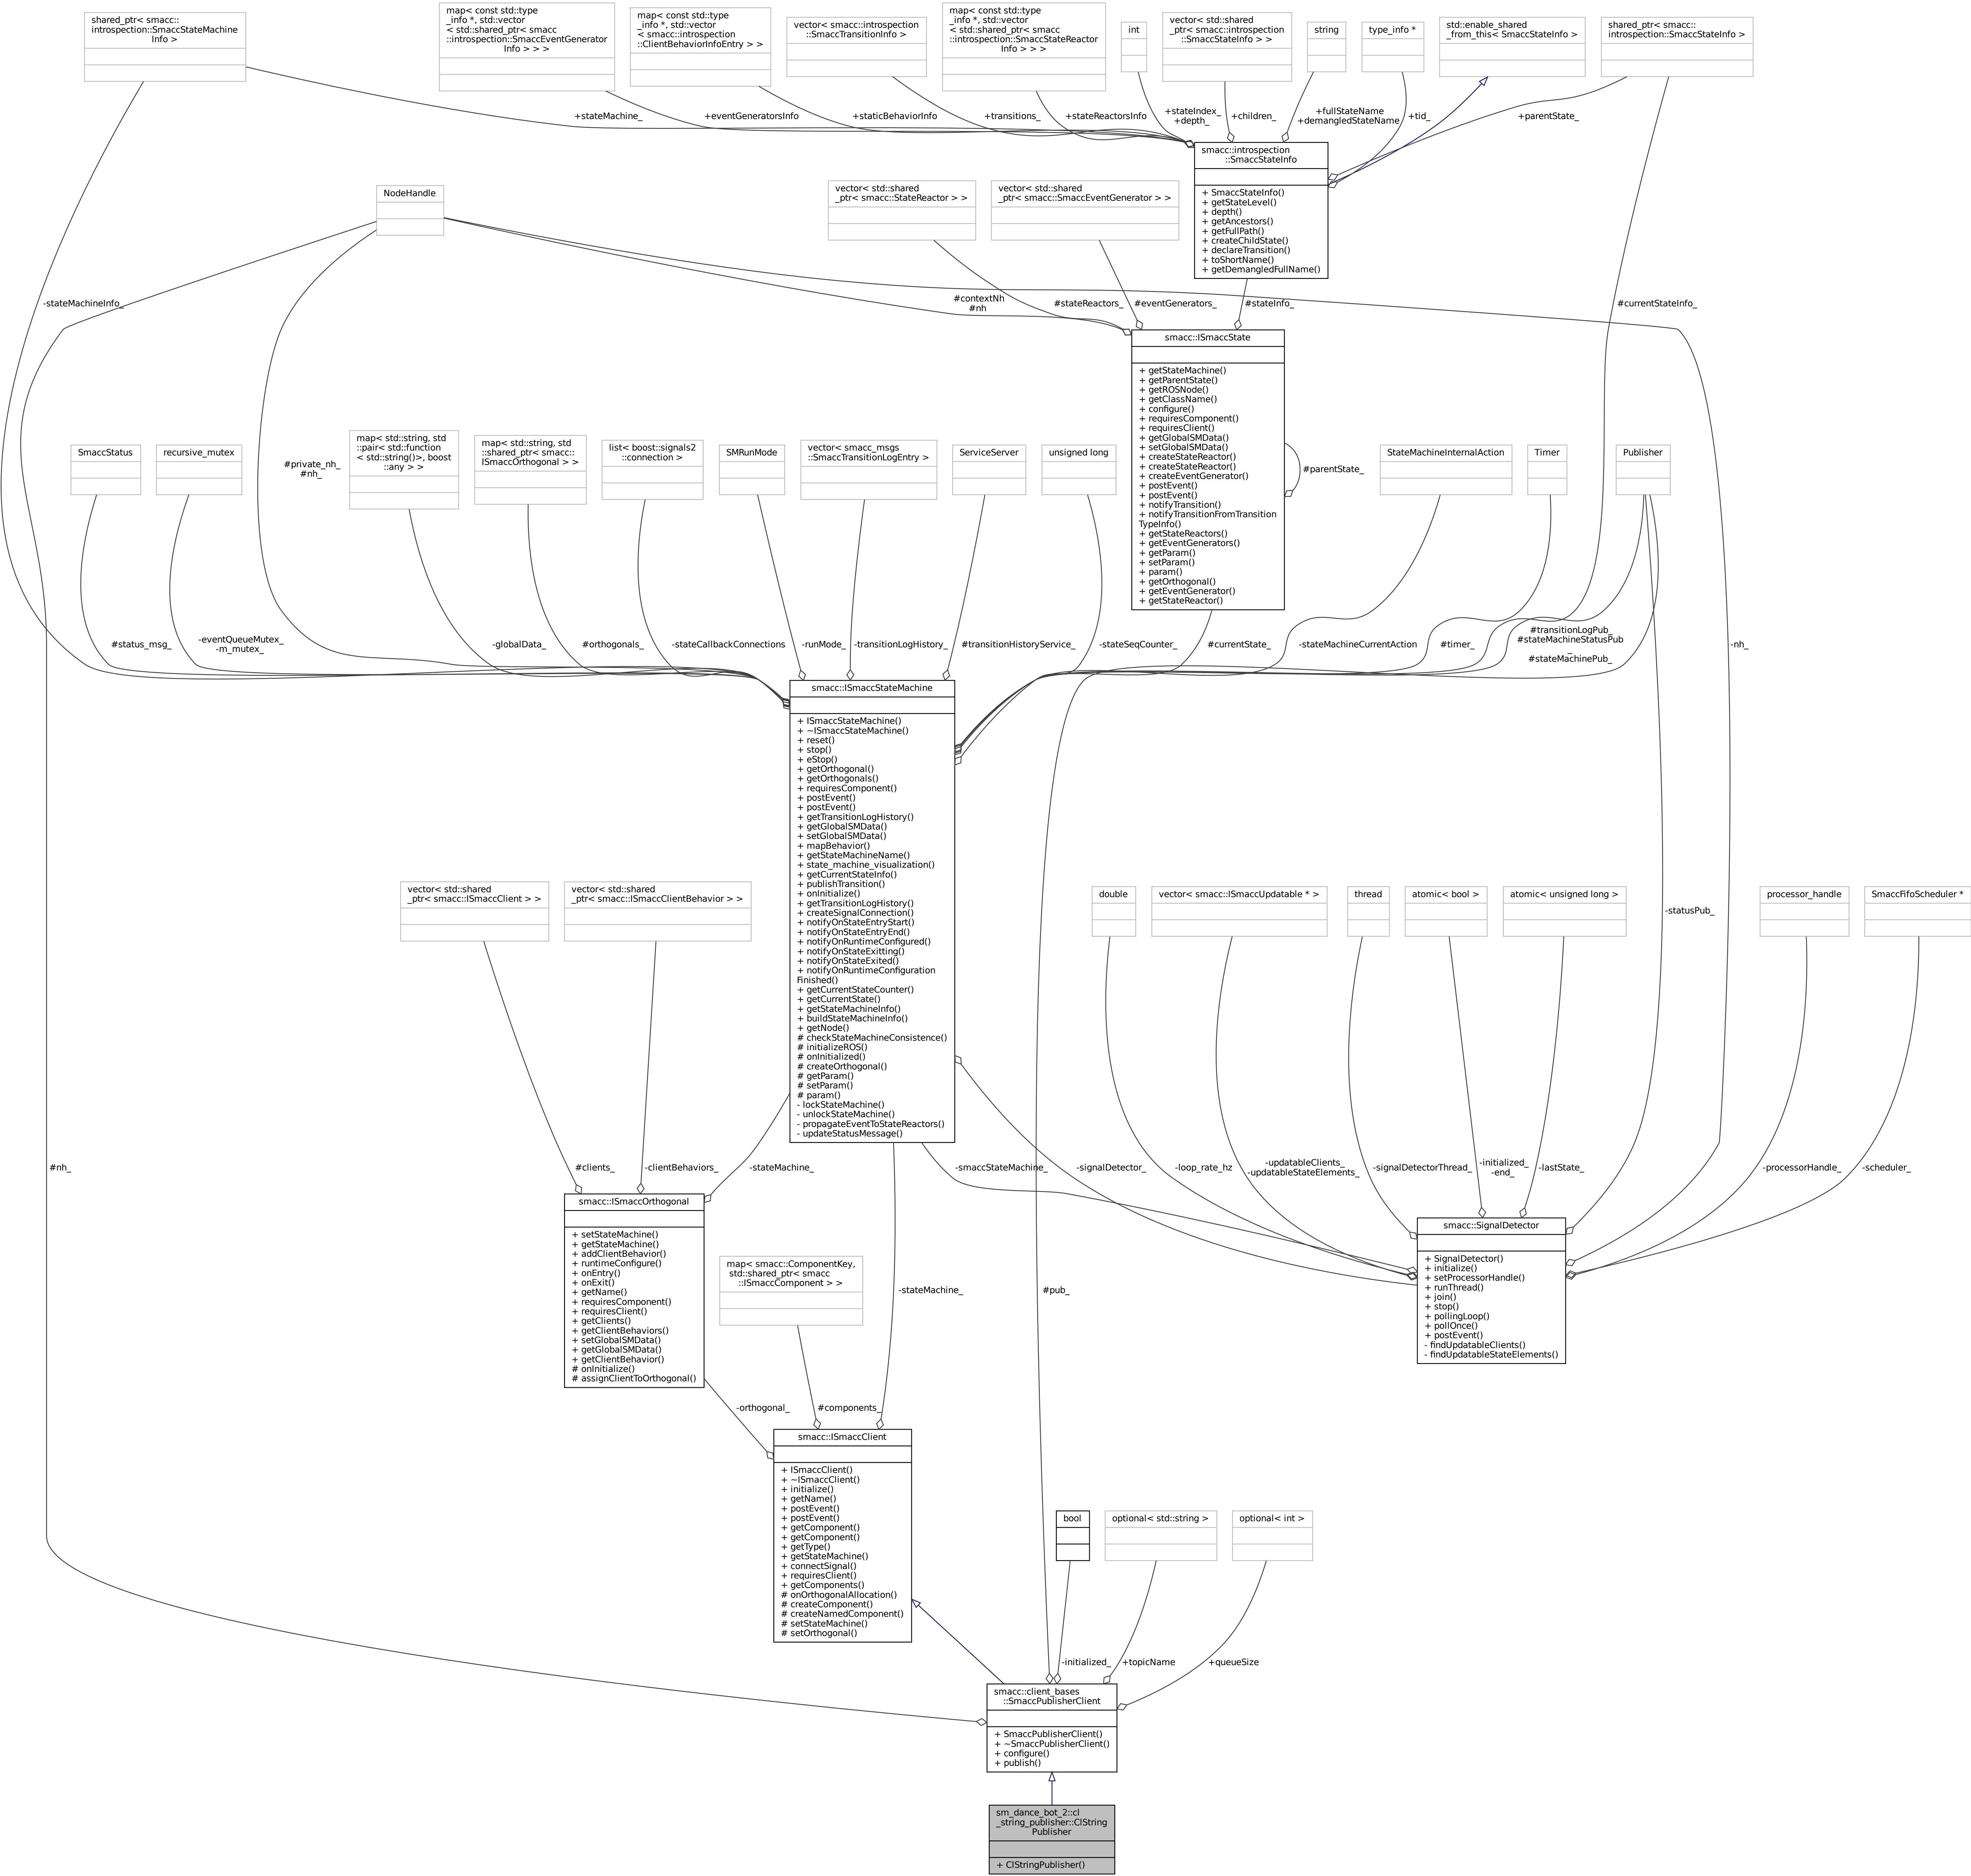 shared_ptr< smacc::
introspection::SmaccStateMachine
Info >
map< const std::type
_info *, std::vector
< std::shared_ptr< smacc
::introspection::SmaccEventGenerator
Info > > >
map< const std::type
_info *, std::vector
< smacc::introspection
::ClientBehaviorInfoEntry > >
vector< smacc::introspection
::SmaccTransitionInfo >
map< const std::type
_info *, std::vector
< std::shared_ptr< smacc
::introspection::SmaccStateReactor
Info > > >
int
vector< std::shared
_ptr< smacc::introspection
::SmaccStateInfo > >
string
type_info *
std::enable_shared
_from_this< SmaccStateInfo >
shared_ptr< smacc::
introspection::SmaccStateInfo >
+stateMachine_
+eventGeneratorsInfo
+staticBehaviorInfo
+transitions_
+stateReactorsInfo
+stateIndex_
+depth_
+children_
+fullStateName
+demangledStateName
+tid_
+parentState_
smacc::introspection
::SmaccStateInfo
+ SmaccStateInfo()
+ getStateLevel()
+ depth()
+ getAncestors()
+ getFullPath()
+ createChildState()
+ declareTransition()
+ toShortName()
+ getDemangledFullName()
NodeHandle
vector< std::shared
_ptr< smacc::StateReactor > >
vector< std::shared
_ptr< smacc::SmaccEventGenerator > >
-stateMachineInfo_
#contextNh
#nh
#stateReactors_
#eventGenerators_
#stateInfo_
#currentStateInfo_
smacc::ISmaccState
+ getStateMachine()
+ getParentState()
+ getROSNode()
+ getClassName()
+ configure()
+ requiresComponent()
+ requiresClient()
+ getGlobalSMData()
+ setGlobalSMData()
+ createStateReactor()
+ createStateReactor()
+ createEventGenerator()
+ postEvent()
+ postEvent()
+ notifyTransition()
+ notifyTransitionFromTransition
TypeInfo()
+ getStateReactors()
+ getEventGenerators()
+ getParam()
+ setParam()
+ param()
+ getOrthogonal()
+ getEventGenerator()
+ getStateReactor()
#parentState_
SmaccStatus
recursive_mutex
#private_nh_
#nh_
map< std::string, std
::pair< std::function
< std::string()>, boost
::any > >
map< std::string, std
::shared_ptr< smacc::
ISmaccOrthogonal > >
list< boost::signals2
::connection >
SMRunMode
vector< smacc_msgs
::SmaccTransitionLogEntry >
ServiceServer
unsigned long
StateMachineInternalAction
Timer
Publisher
#status_msg_
-eventQueueMutex_
-m_mutex_
-globalData_
#orthogonals_
-stateCallbackConnections
-runMode_
-transitionLogHistory_
#transitionHistoryService_
-stateSeqCounter_
#currentState_
-stateMachineCurrentAction
#timer_
#transitionLogPub_
#stateMachineStatusPub
_
#stateMachinePub_
-nh_
smacc::ISmaccStateMachine
+ ISmaccStateMachine()
+ ~ISmaccStateMachine()
+ reset()
+ stop()
+ eStop()
+ getOrthogonal()
+ getOrthogonals()
+ requiresComponent()
+ postEvent()
+ postEvent()
+ getTransitionLogHistory()
+ getGlobalSMData()
+ setGlobalSMData()
+ mapBehavior()
+ getStateMachineName()
+ state_machine_visualization()
+ getCurrentStateInfo()
+ publishTransition()
+ onInitialize()
+ getTransitionLogHistory()
+ createSignalConnection()
+ notifyOnStateEntryStart()
+ notifyOnStateEntryEnd()
+ notifyOnRuntimeConfigured()
+ notifyOnStateExitting()
+ notifyOnStateExited()
+ notifyOnRuntimeConfiguration
Finished()
+ getCurrentStateCounter()
+ getCurrentState()
+ getStateMachineInfo()
+ buildStateMachineInfo()
+ getNode()
# checkStateMachineConsistence()
# initializeROS()
# onInitialized()
# createOrthogonal()
# getParam()
# setParam()
# param()
- lockStateMachine()
- unlockStateMachine()
- propagateEventToStateReactors()
- updateStatusMessage()
vector< std::shared
_ptr< smacc::ISmaccClient > >
vector< std::shared
_ptr< smacc::ISmaccClientBehavior > >
double
vector< smacc::ISmaccUpdatable * >
thread
atomic< bool >
atomic< unsigned long >
-statusPub_
processor_handle
SmaccFifoScheduler *
#nh_
#clients_
-clientBehaviors_
-stateMachine_
-smaccStateMachine_
-signalDetector_
-loop_rate_hz
-updatableClients_
-updatableStateElements_
-signalDetectorThread_
-initialized_
-end_
-lastState_
-processorHandle_
-scheduler_
smacc::ISmaccOrthogonal
+ setStateMachine()
+ getStateMachine()
+ addClientBehavior()
+ runtimeConfigure()
+ onEntry()
+ onExit()
+ getName()
+ requiresComponent()
+ requiresClient()
+ getClients()
+ getClientBehaviors()
+ setGlobalSMData()
+ getGlobalSMData()
+ getClientBehavior()
# onInitialize()
# assignClientToOrthogonal()
smacc::SignalDetector
+ SignalDetector()
+ initialize()
+ setProcessorHandle()
+ runThread()
+ join()
+ stop()
+ pollingLoop()
+ pollOnce()
+ postEvent()
- findUpdatableClients()
- findUpdatableStateElements()
map< smacc::ComponentKey,
std::shared_ptr< smacc
::ISmaccComponent > >
-stateMachine_
#pub_
-orthogonal_
#components_
smacc::ISmaccClient
+ ISmaccClient()
+ ~ISmaccClient()
+ initialize()
+ getName()
+ postEvent()
+ postEvent()
+ getComponent()
+ getComponent()
+ getType()
+ getStateMachine()
+ connectSignal()
+ requiresClient()
+ getComponents()
# onOrthogonalAllocation()
# createComponent()
# createNamedComponent()
# setStateMachine()
# setOrthogonal()
bool
optional< std::string >
optional< int >
-initialized_
+topicName
+queueSize
smacc::client_bases
::SmaccPublisherClient
+ SmaccPublisherClient()
+ ~SmaccPublisherClient()
+ configure()
+ publish()
sm_dance_bot_2::cl
_string_publisher::ClString
Publisher
+ ClStringPublisher()